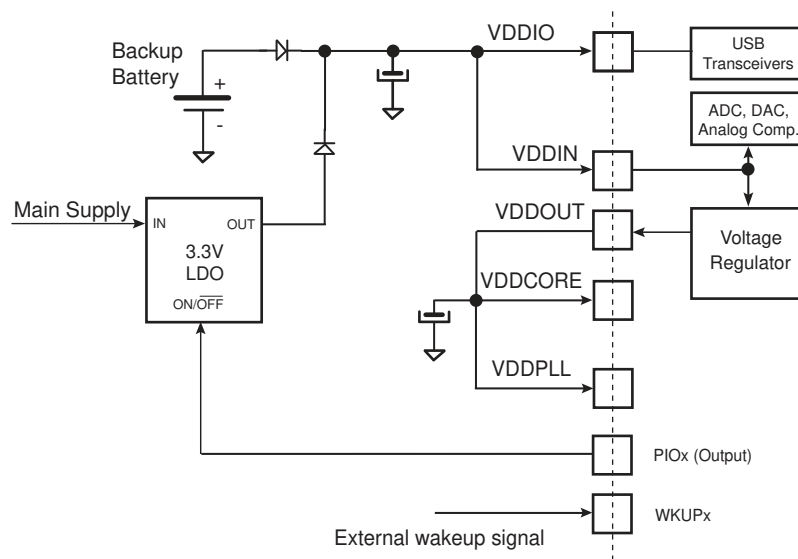 Backup
Battery
+
-
VDDIO
USB
Transceivers
ADC, DAC,
Analog Comp.
VDDIN
Main Supply
IN
OUT
3.3V
LDO
ON/OFF
VDDOUT
Voltage
Regulator
VDDCORE
VDDPLL
PIOx (Output)
WKUPx
External wakeup signal